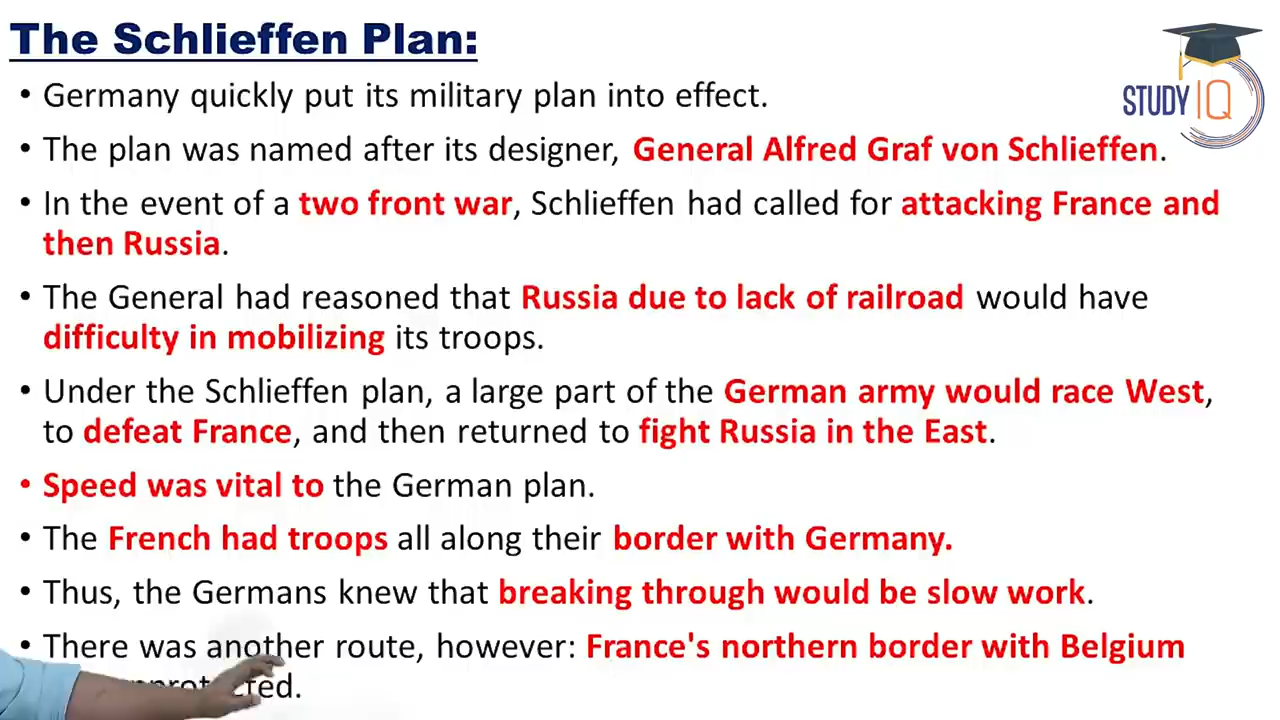 The Schlieffen Plan:
STUDY IQ
• Germany quickly put its military plan into effect.
• The plan was named after its designer, General Alfred Graf von Schlieffen.
• In the event of a two front war, Schlieffen had called for attacking France and
then Russia.
• The General had reasoned that Russia due to lack of railroad would have
difficulty in mobilizing its troops.
• Under the Schlieffen plan, a large part of the German army would race West,
to defeat France, and then returned to fight Russia in the East.
• Speed was vital to the German plan.
• The French had troops all along their border with Germany.
• Thus, the Germans knew that breaking through would be slow work.
• There was another route, however: France's northern border with Belgium